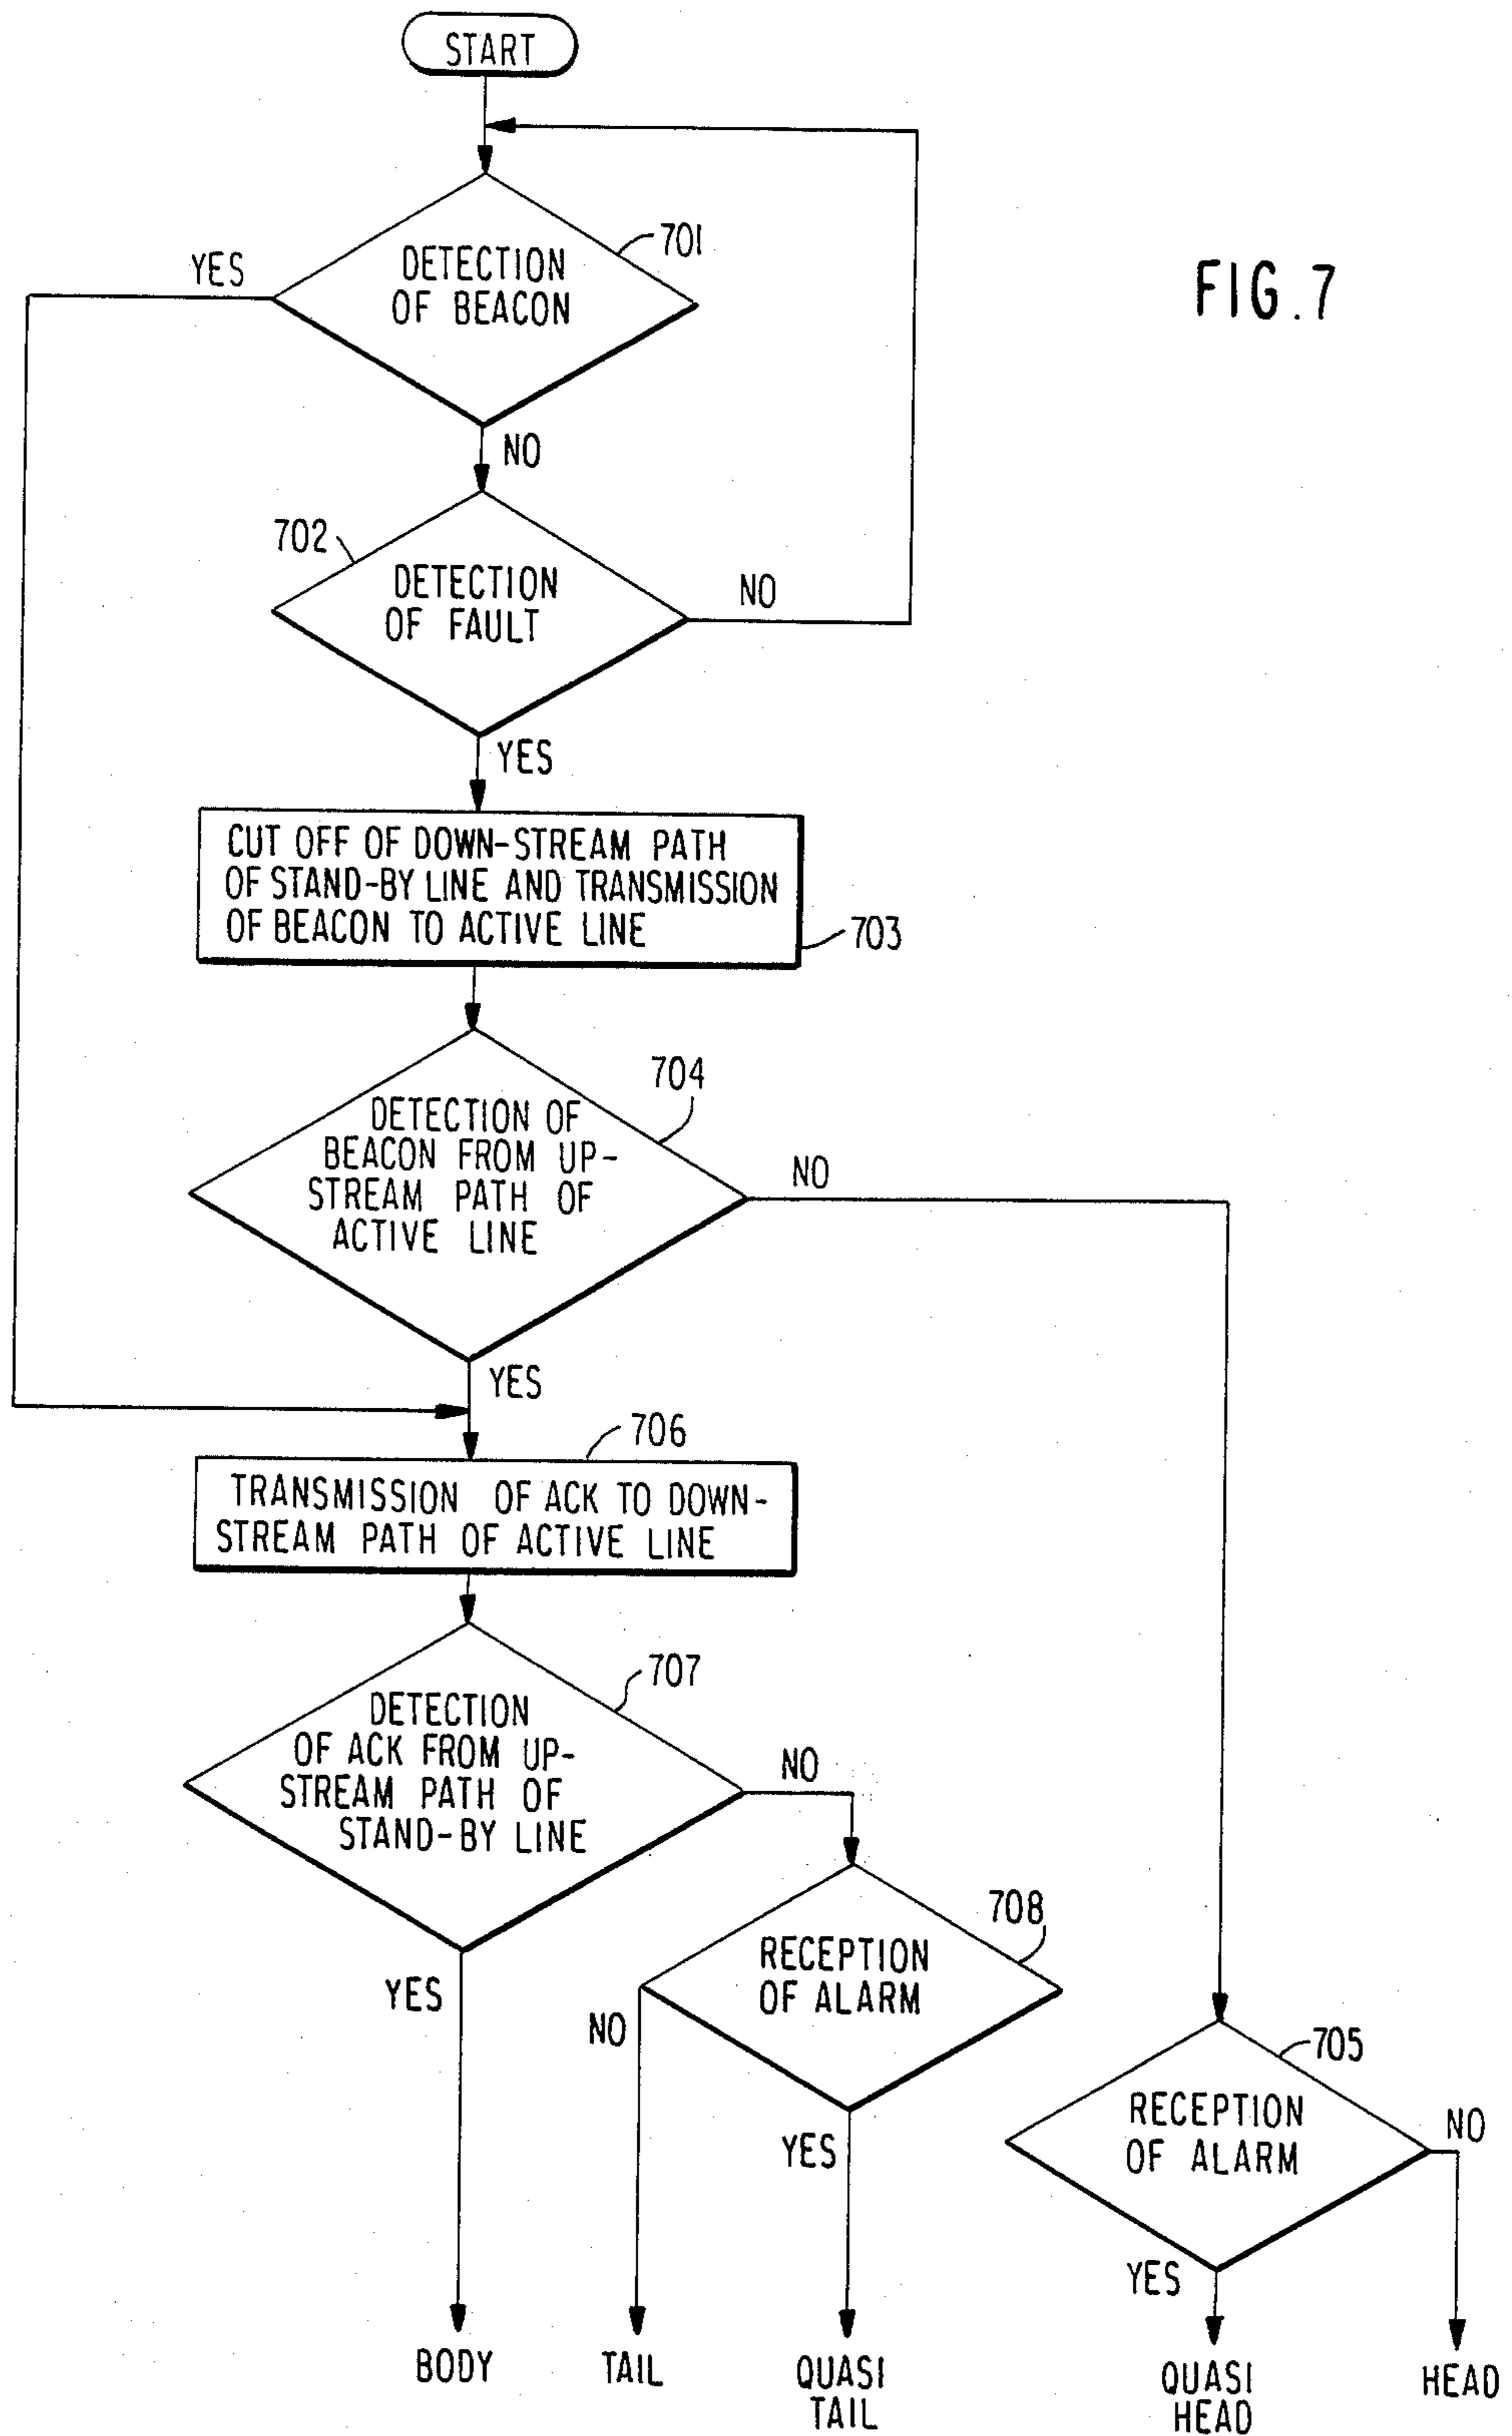 START
FIG. 7
701
YES
DETECTION
OF BEACON
NO
702
DETECTION
OF FAULT
NO
YES
CUT OFF OF DOWN-STREAM PATH
OF STAND-BY LINE AND TRANSMISSION
OF BEACON TO ACTIVE LINE
703
704
DETECTION OF
BEACON FROM UP-
STREAM PATH OF
ACTIVE LINE
NO
YES
706
TRANSMISSION OF ACK TO DOWN-
STREAM PATH OF ACTIVE LINE
707
DETECTION
OF ACK FROM UP-
STREAM PATH OF
STAND-BY LINE
NO
YES
708
RECEPTION
OF ALARM
NO
YES
705
RECEPTION
OF ALARM
NO
YES
BODY
TAIL
QUASI
TAIL
QUASI
HEAD
HEAD